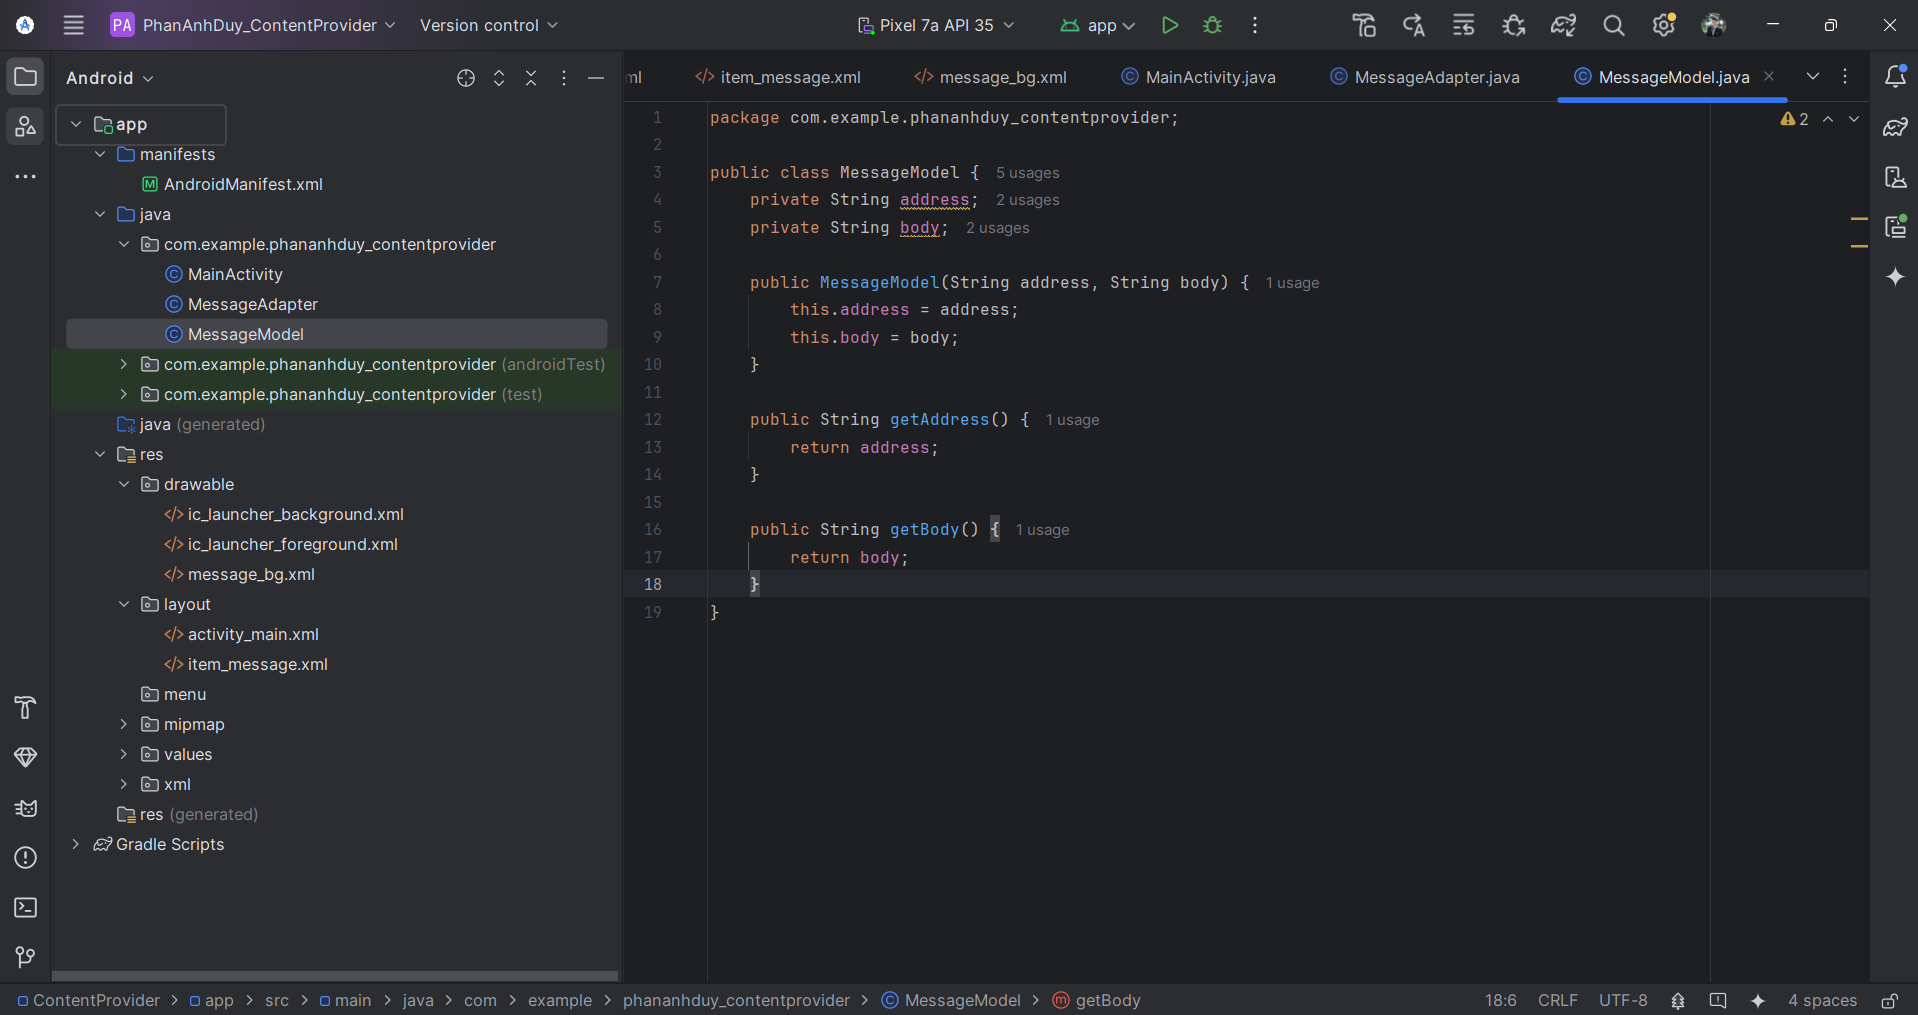 PA PhanAnhDuy_ContentProvider Version control Pixel 7a API 35 app
Android
app
manifests
AndroidManifest.xml
java
com.example.phananhduy_contentprovider
MainActivity
MessageAdapter
MessageModel
com.example.phananhduy_contentprovider (androidTest)
com.example.phananhduy_contentprovider (test)
java (generated)
res
drawable
ic_launcher_background.xml
ic_launcher_foreground.xml
message_bg.xml
layout
activity_main.xml
item_message.xml
menu
mipmap
values
xml
res (generated)
Gradle Scripts
ml item_message.xml message_bg.xml MainActivity.java MessageAdapter.java MessageModel.java
2
1 package com.example.phananhduy_contentprovider;
2
3 public class MessageModel { 5 usages
4 private String address; 2 usages
5 private String body; 2 usages
6
7 public MessageModel(String address, String body) { 1 usage
8 this.address = address;
9 this.body = body;
10 }
11
12 public String getAddress() { 1 usage
13 return address;
14 }
15
16 public String getBody() { 1 usage
17 return body;
18 }
19 }
ContentProvider > app > src > main > java > com > example > phananhduy_contentprovider > MessageModel > getBody 18:6 CRLF UTF-8 4 spaces